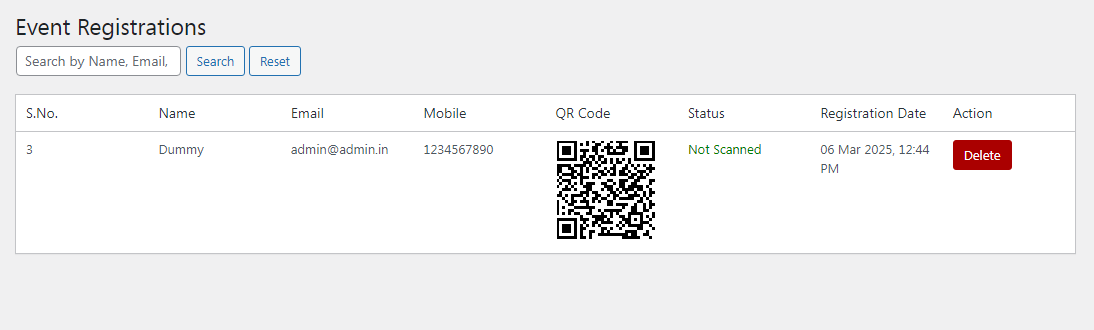 Event Registrations
Search by Name, Email, Search Reset
S.No. Name Email Mobile QR Code Status Registration Date Action
3 Dummy admin@admin.in 1234567890 Not Scanned 06 Mar 2025, 12:44 Delete
PM